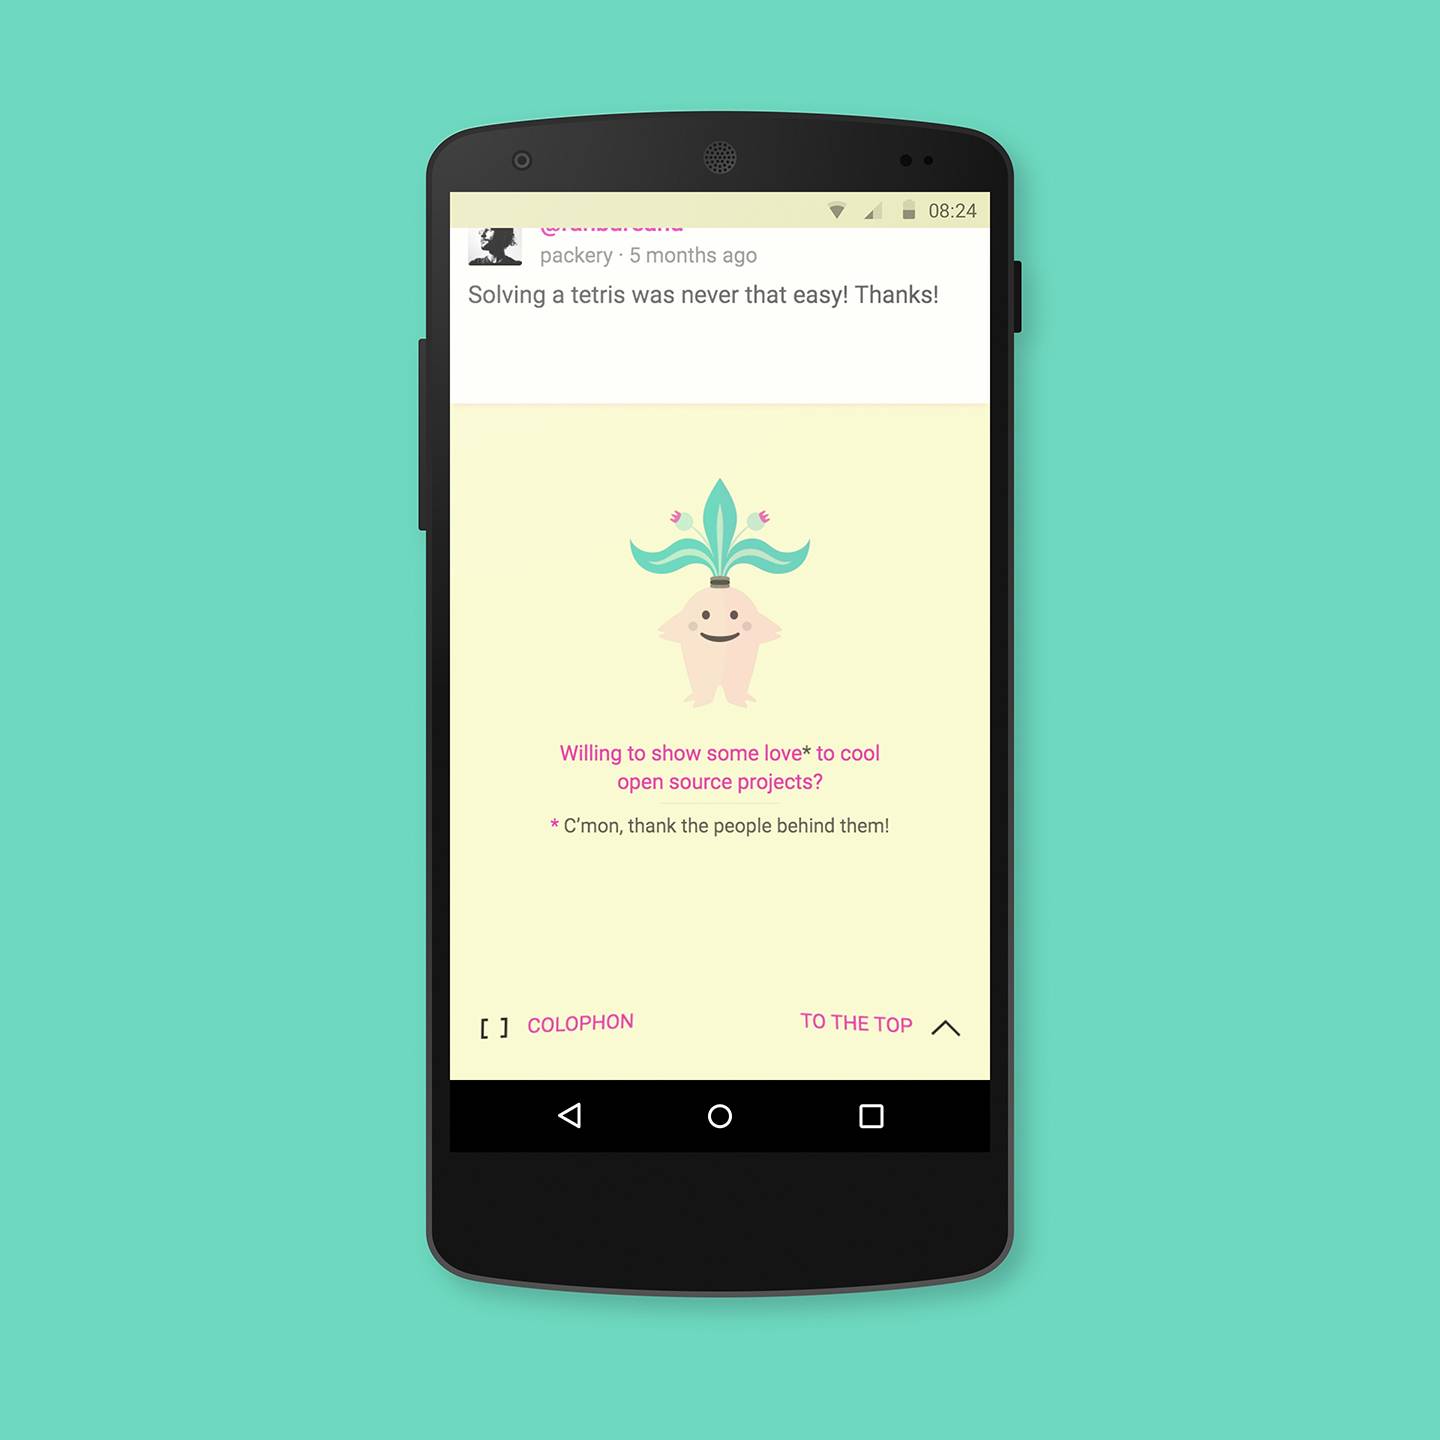 08:24
packery · 5 months ago
Solving a tetris was never that easy! Thanks!
Willing to show some love* to cool
open source projects?
* C’mon, thank the people behind them!
[ ] COLOPHON
TO THE TOP